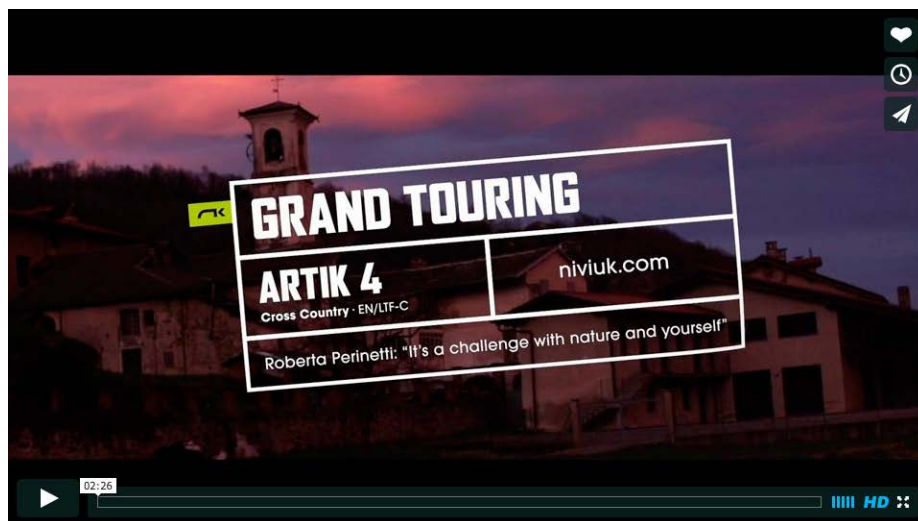 GRAND TOURING
ARTIK 4
Cross Country · EN/LTF-C
niviuk.com
Roberta Perinetti: “It’s a challenge with nature and yourself”
02:26
HD